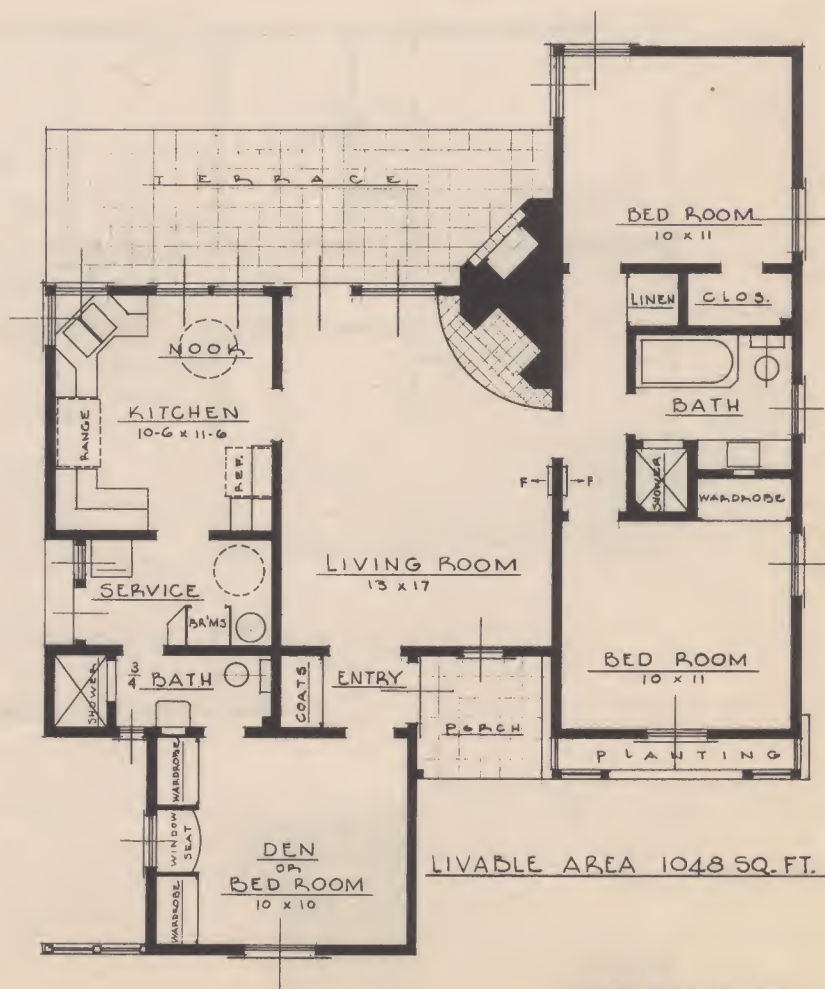 TERRACE
BED ROOM
10 x 11
LINEN
CLOS.
NOOK
KITCHEN
10-6 x 11-6
RANGE
REF.
BATH
SHOWER
WARDROBE
F F
LIVING ROOM
13 x 17
SERVICE
BR'MS
BED ROOM
10 x 11
SHOWER
3/4 BATH
COATS
ENTRY
PORCH
PLANTING
WARDROBE
WINDOW
SEAT
WARDROBE
DEN
OR
BED ROOM
10 x 10
LIVABLE AREA 1048 SQ. FT.